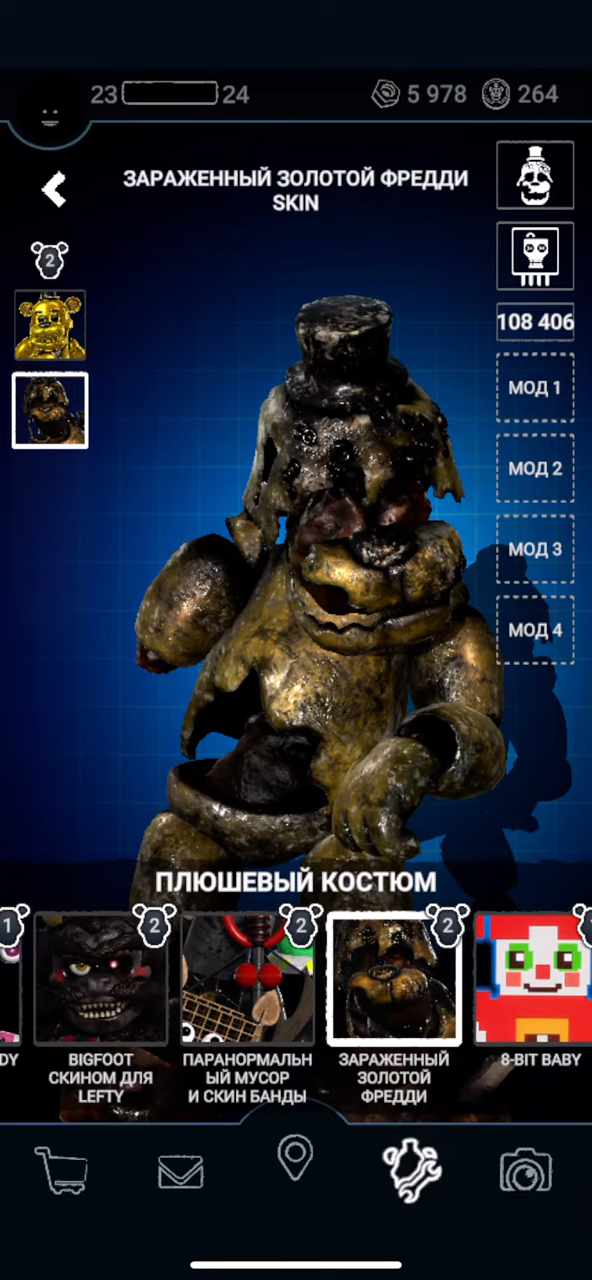 23 24 5 978 264
ЗАРАЖЕННЫЙ ЗОЛОТОЙ ФРЕДДИ
SKIN
2
108 406
МОД 1
МОД 2
МОД 3
МОД 4
ПЛЮШЕВЫЙ КОСТЮМ
1 2 2 2
DY
BIGFOOT
СКИНОМ ДЛЯ
LEFTY
ПАРАНОРМАЛЬН
ЫЙ МУСОР
И СКИН БАНДЫ
ЗАРАЖЕННЫЙ
ЗОЛОТОЙ
ФРЕДДИ
8-BIT BABY